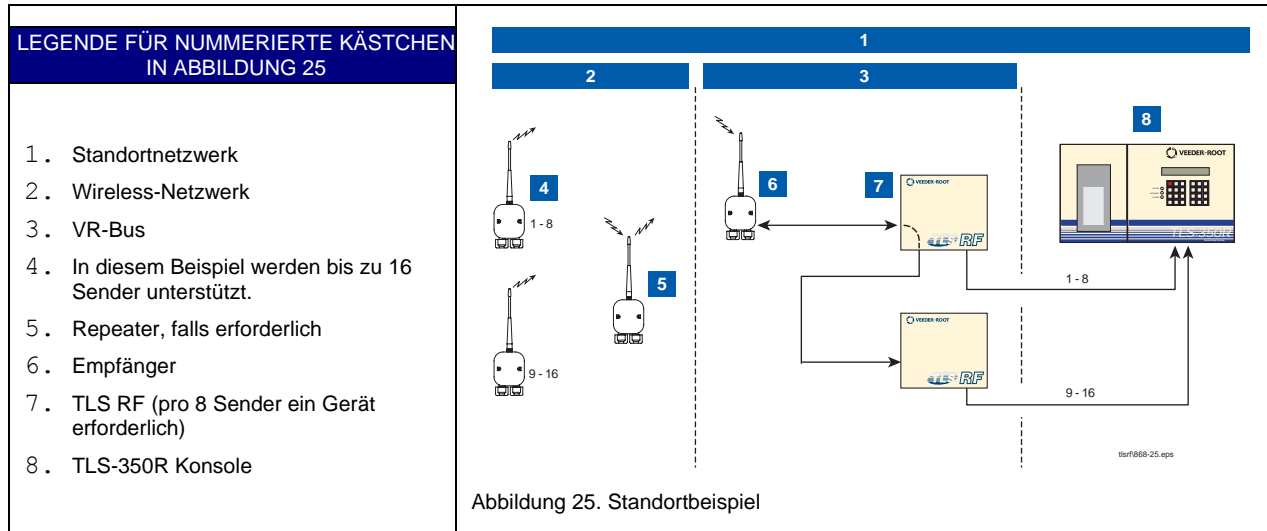 LEGENDE FÜR NUMMERIERTE KÄSTCHEN
IN ABBILDUNG 25
1. Standortnetzwerk
2. Wireless-Netzwerk
3. VR-Bus
4. In diesem Beispiel werden bis zu 16
Sender unterstützt.
5. Repeater, falls erforderlich
6. Empfänger
7. TLS RF (pro 8 Sender ein Gerät
erforderlich)
8. TLS-350R Konsole
1
2
3
8
VEEDER-ROOT
4
6
7
VEEDER-ROOT
1 - 8
TLS RF
TLS-350R
5
1 - 8
VEEDER-ROOT
9 - 16
TLS RF
9 - 16
tlsrf\868-25.eps
Abbildung 25. Standortbeispiel